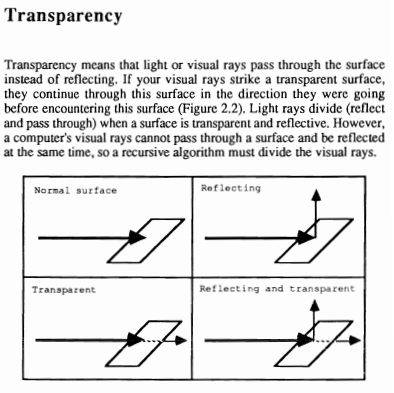 Transparency
Transparency means that light or visual rays pass through the surface
instead of reflecting. If your visual rays strike a transparent surface,
they continue through this surface in the direction they were going
before encountering this surface (Figure 2.2). Light rays divide (reflect
and pass through) when a surface is transparent and reflective. However,
a computer's visual rays cannot pass through a surface and be reflected
at the same time, so a recursive algorithm must divide the visual rays.
Normal surface
Reflecting
Transparent
Reflecting and transparent